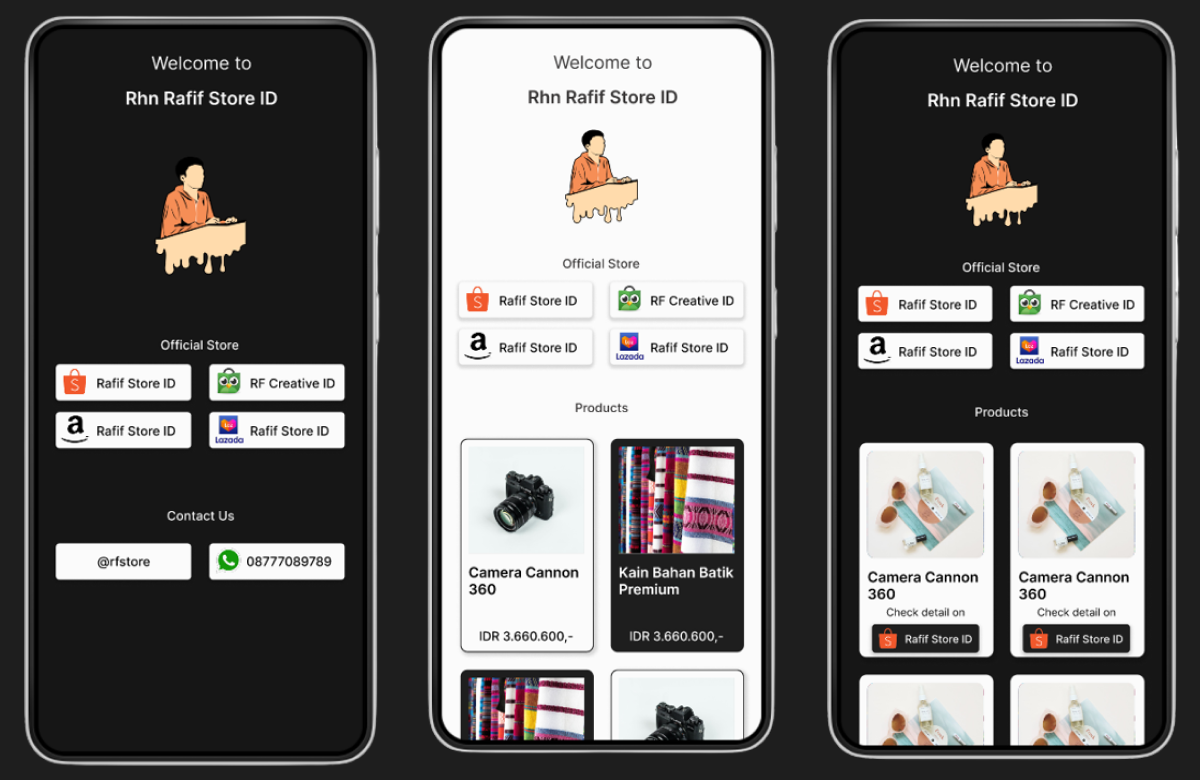 Welcome to
Rhn Rafif Store ID
Official Store
Rafif Store ID
RF Creative ID
a
Rafif Store ID
Lazada
Rafif Store ID
Contact Us
@rfstore
08777089789
Welcome to
Rhn Rafif Store ID
Official Store
S
Rafif Store ID
RF Creative ID
a
Rafif Store ID
Lazada
Rafif Store ID
Products
Camera Cannon
360
IDR 3.660.600,-
Kain Bahan Batik
Premium
IDR 3.660.600,-
Welcome to
Rhn Rafif Store ID
Official Store
S
Rafif Store ID
RF Creative ID
a
Rafif Store ID
Lazada
Rafif Store ID
Products
Camera Cannon
360
Check detail on
S
Rafif Store ID
Camera Cannon
360
Check detail on
S
Rafif Store ID